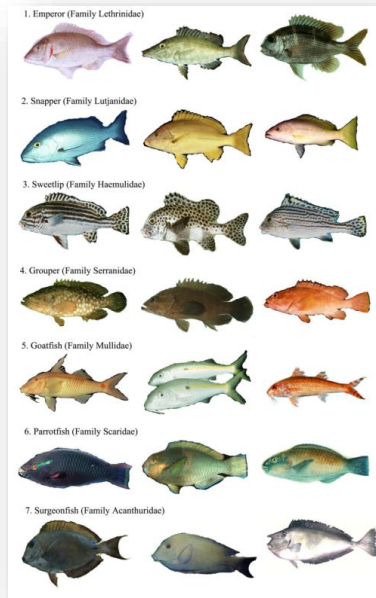 1. Emperor (Family Lethrinidae)
2. Snapper (Family Lutjanidae)
3. Sweetlip (Family Haemulidae)
4. Grouper (Family Serranidae)
5. Goatfish (Family Mullidae)
6. Parrotfish (Family Scaridae)
7. Surgeonfish (Family Acanthuridae)